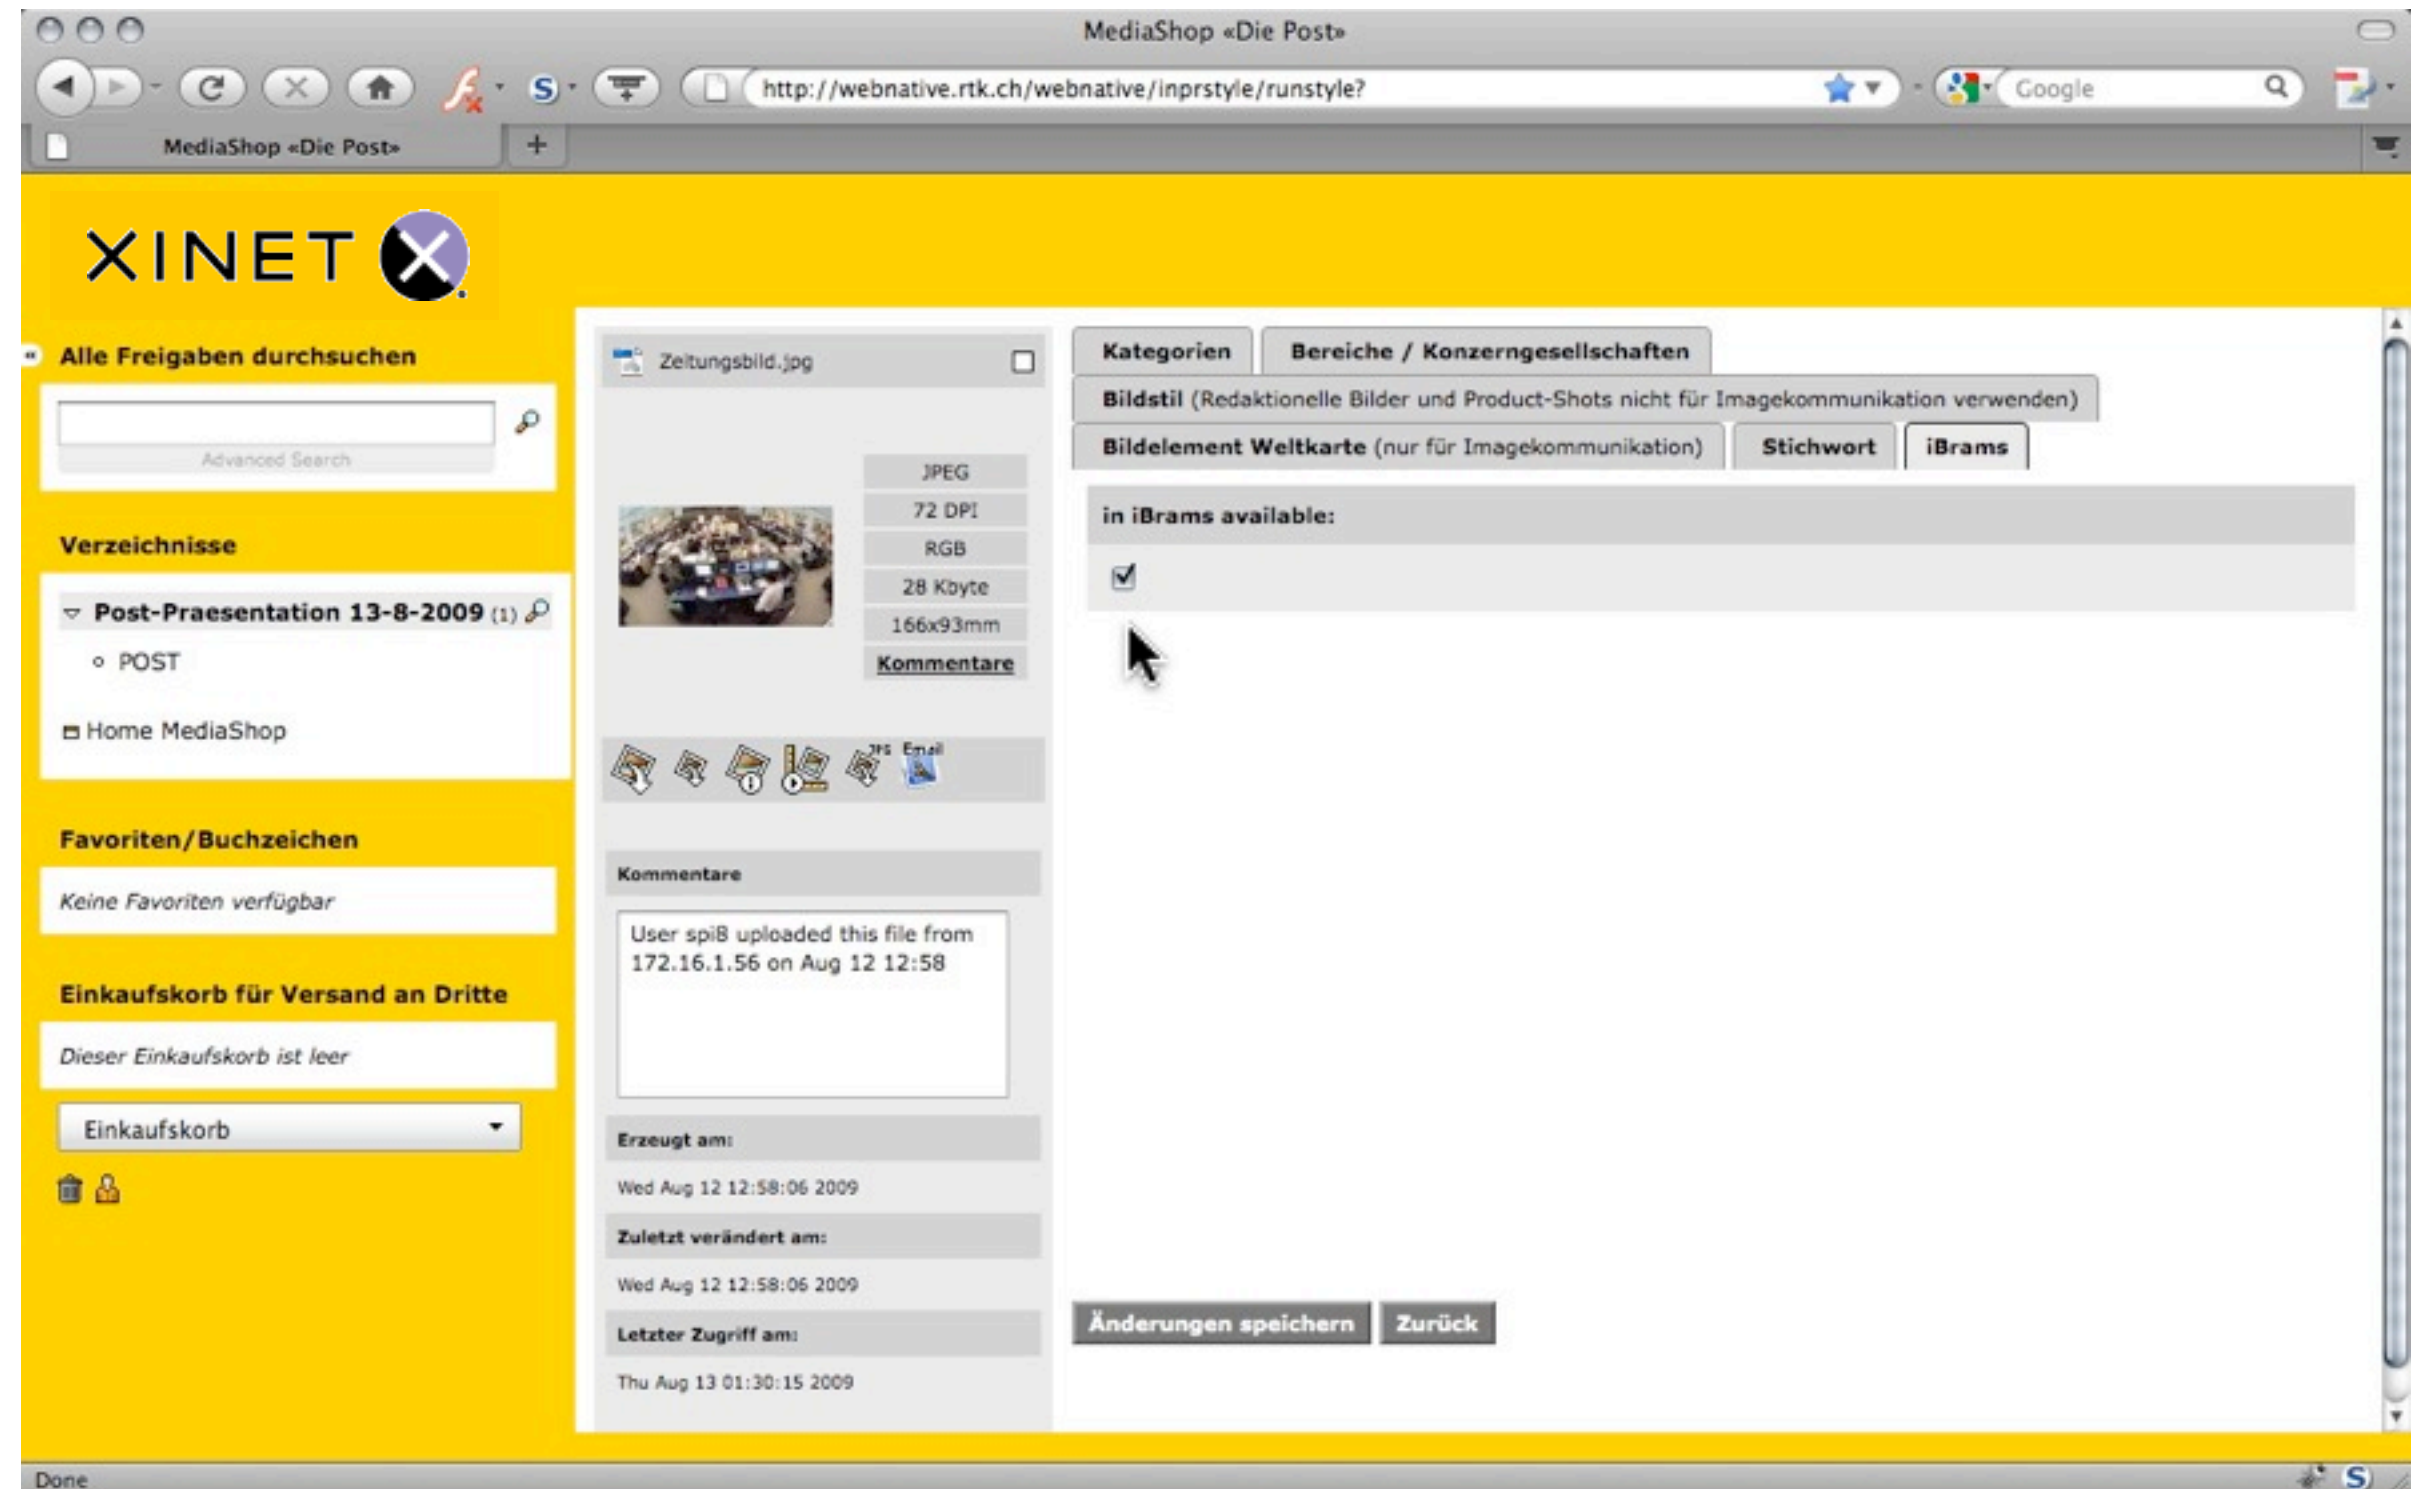 MediaShop «Die Post»
http://webnative.rtk.ch/webnative/inprstyle/runstyle?
Google
MediaShop «Die Post»
XINET
Alle Freigaben durchsuchen
Advanced Search
Verzeichnisse
Post-Praesentation 13-8-2009 (1)
POST
Home MediaShop
Favoriten/Buchzeichen
Keine Favoriten verfügbar
Einkaufskorb für Versand an Dritte
Dieser Einkaufskorb ist leer
Einkaufskorb
Zeitungsbild.jpg
JPEG
72 DPI
RGB
28 Kbyte
166x93mm
Kommentare
JPG Email
Kommentare
User spi8 uploaded this file from
172.16.1.56 on Aug 12 12:58
Erzeugt am:
Wed Aug 12 12:58:06 2009
Zuletzt verändert am:
Wed Aug 12 12:58:06 2009
Letzter Zugriff am:
Thu Aug 13 01:30:15 2009
Kategorien Bereiche / Konzerngesellschaften
Bildstil (Redaktionelle Bilder und Product-Shots nicht für Imagekommunikation verwenden)
Bildelement Weltkarte (nur für Imagekommunikation) Stichwort iBrams
in iBrams available:
Änderungen speichern Zurück
Done